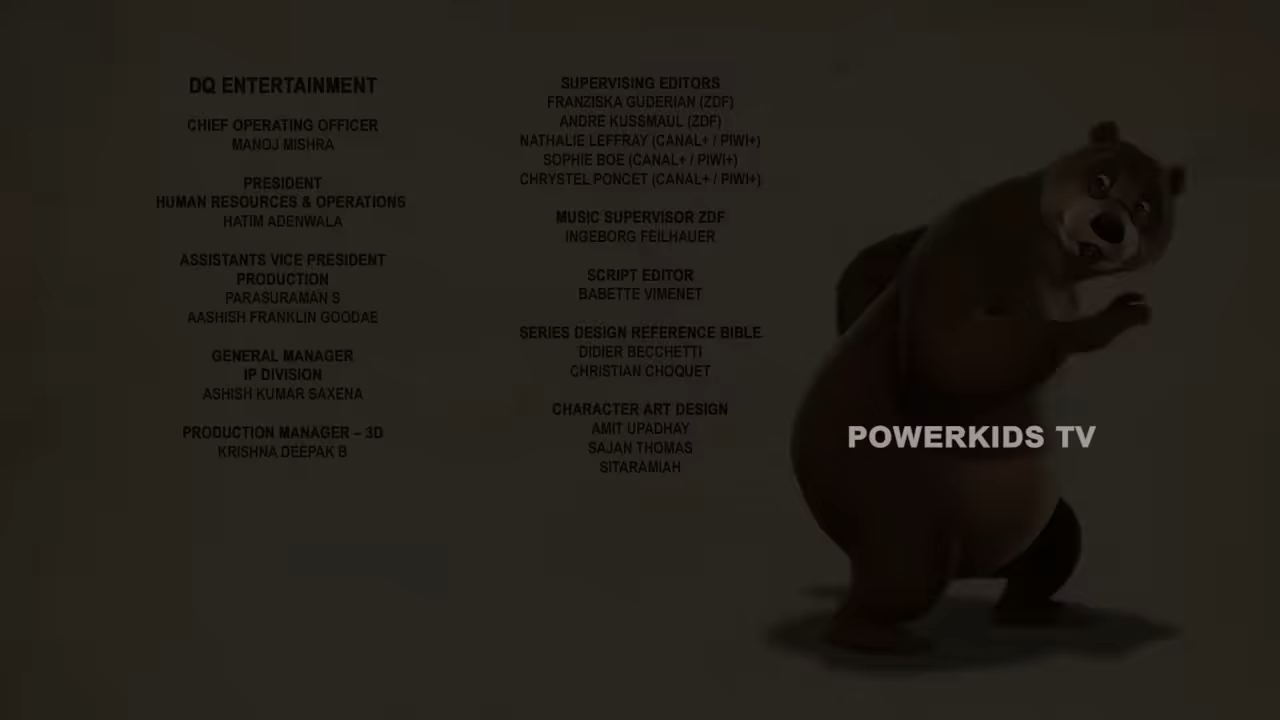 DQ ENTERTAINMENT
CHIEF OPERATING OFFICER
MANOJ MISHRA
PRESIDENT
HUMAN RESOURCES & OPERATIONS
HATIM ADENWALA
ASSISTANTS VICE PRESIDENT
PRODUCTION
PARASURAMAN S
AASHISH FRANKLIN GOODAE
GENERAL MANAGER
IP DIVISION
ASHISH KUMAR SAXENA
PRODUCTION MANAGER – 3D
KRISHNA DEEPAK B
SUPERVISING EDITORS
FRANZISKA GUDERIAN (ZDF)
ANDRE KUSSMAUL (ZDF)
NATHALIE LEFFRAY (CANAL+ / PIWI+)
SOPHIE BOE (CANAL+ / PIWI+)
CHRYSTEL PONCET (CANAL+ / PIWI+)
MUSIC SUPERVISOR ZDF
INGEBORG FEILHAUER
SCRIPT EDITOR
BABETTE VIMENET
SERIES DESIGN REFERENCE BIBLE
DIDIER BECCHETTI
CHRISTIAN CHOQUET
CHARACTER ART DESIGN
AMIT UPADHAY
SAJAN THOMAS
SITARAMIAH
POWERKIDS TV